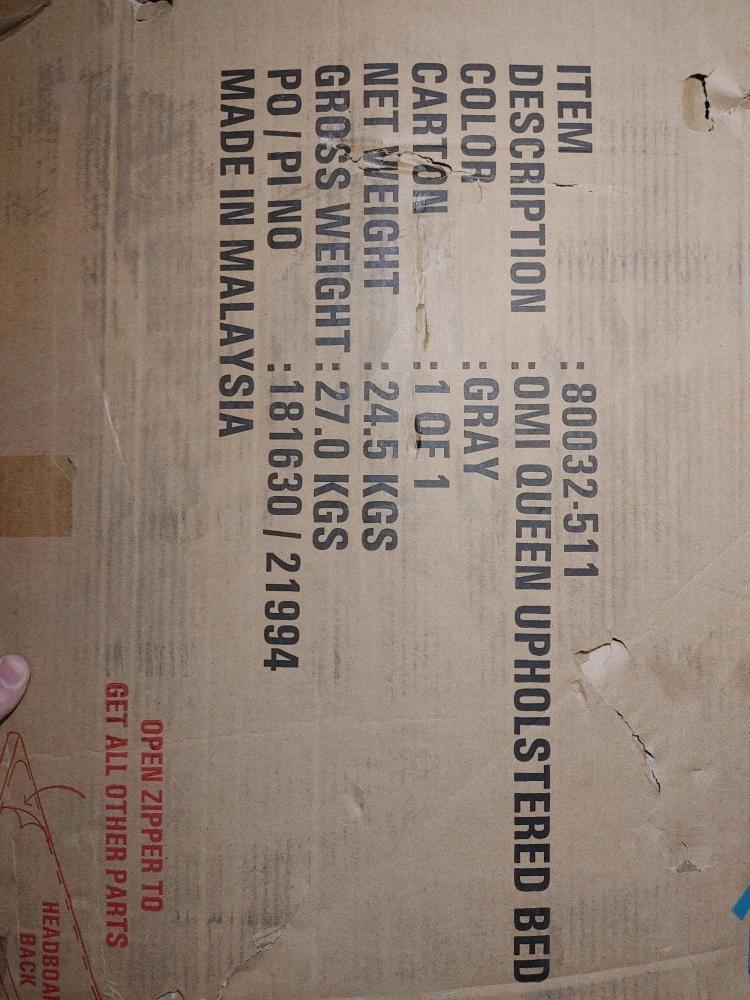 ITEM : 80032-511
DESCRIPTION : OMI QUEEN UPHOLSTERED BED
COLOR : GRAY
CARTON : 1 OF 1
NET WEIGHT : 24.5 KGS
GROSS WEIGHT : 27.0 KGS
PO / PI NO : 181630 / 21994
MADE IN MALAYSIA
OPEN ZIPPER TO
GET ALL OTHER PARTS
BACK